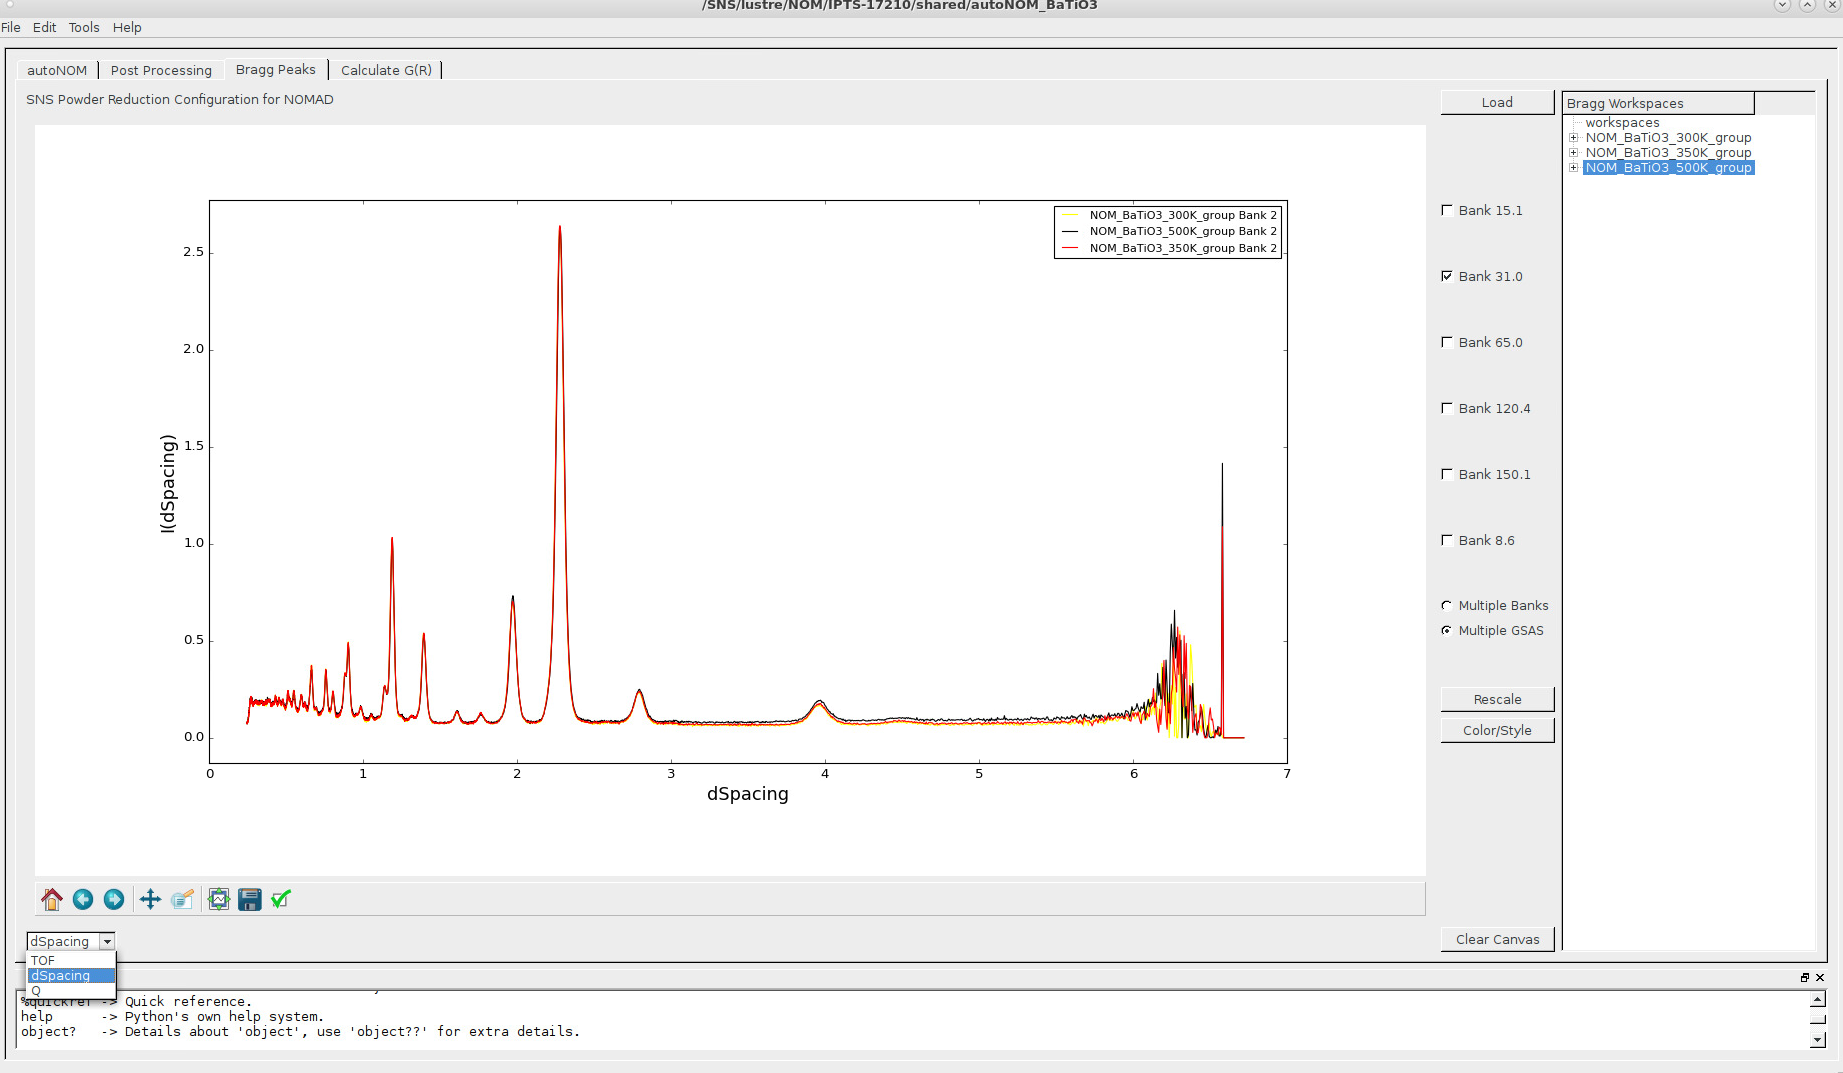 /SNS/lustre/NOM/IPTS-17210/shared/autoNOM_BaTiO3
File Edit Tools Help
autoNOM Post Processing Bragg Peaks Calculate G(R)
SNS Powder Reduction Configuration for NOMAD
Load
Bragg Workspaces
workspaces
NOM_BaTiO3_300K_group
NOM_BaTiO3_350K_group
NOM_BaTiO3_500K_group
NOM_BaTiO3_300K_group Bank 2
NOM_BaTiO3_500K_group Bank 2
NOM_BaTiO3_350K_group Bank 2
2.5
2.0
1.5
1.0
0.5
0.0
I(dSpacing)
0 1 2 3 4 5 6 7
dSpacing
Bank 15.1
Bank 31.0
Bank 65.0
Bank 120.4
Bank 150.1
Bank 8.6
Multiple Banks
Multiple GSAS
Rescale
Color/Style
Clear Canvas
dSpacing
TOF
dSpacing
Q
-> Quick reference.
help -> Python's own help system.
object? -> Details about 'object', use 'object??' for extra details.